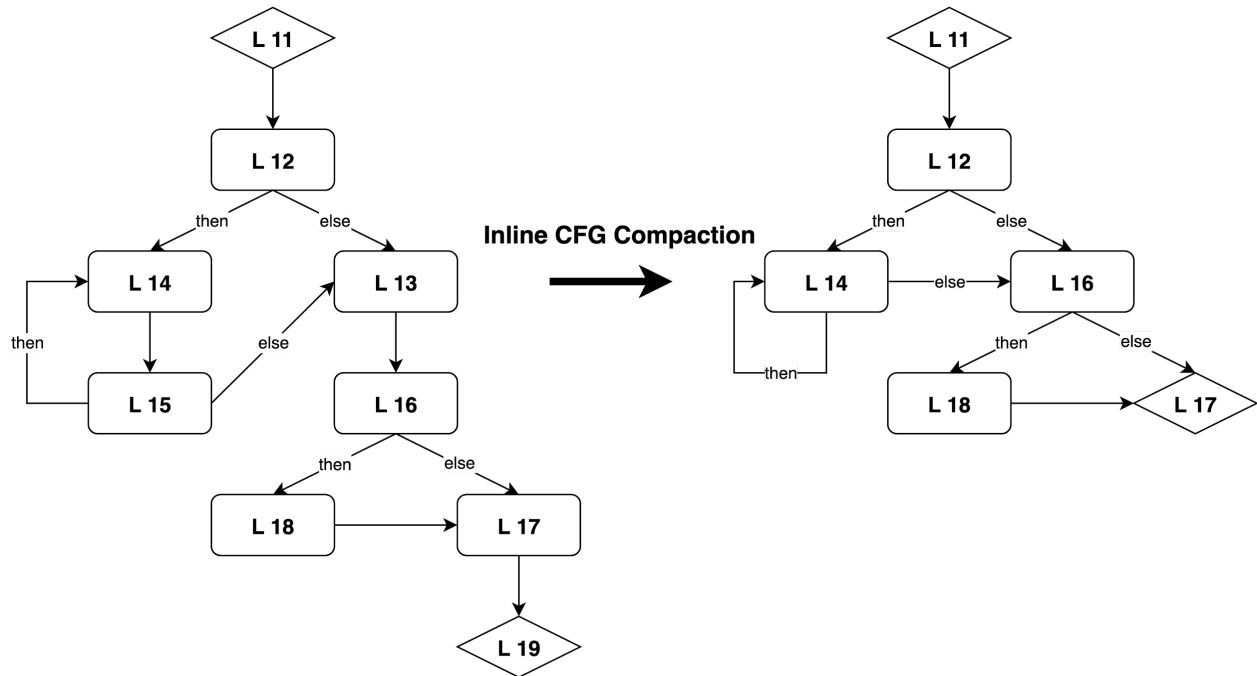 L 11
L 12
then
else
L 14
L 13
then
else
L 15
L 16
then
else
L 18
L 17
L 19
Inline CFG Compaction
L 11
L 12
then
else
L 14
else
L 16
then
then
else
L 18
L 17